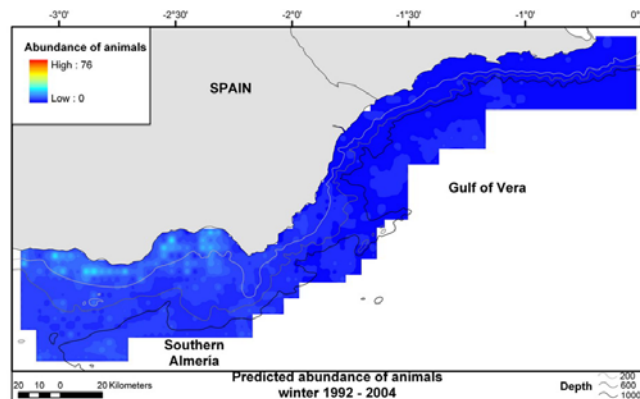 -3°0' -2°30' -2°0' -1°30' -1°0' 0°
Abundance of animals
High : 76
Low : 0
SPAIN
Gulf of Vera
Southern
Almería
20 10 0 20 Kilometers
Predicted abundance of animals
winter 1992 - 2004
Depth
200
600
1000